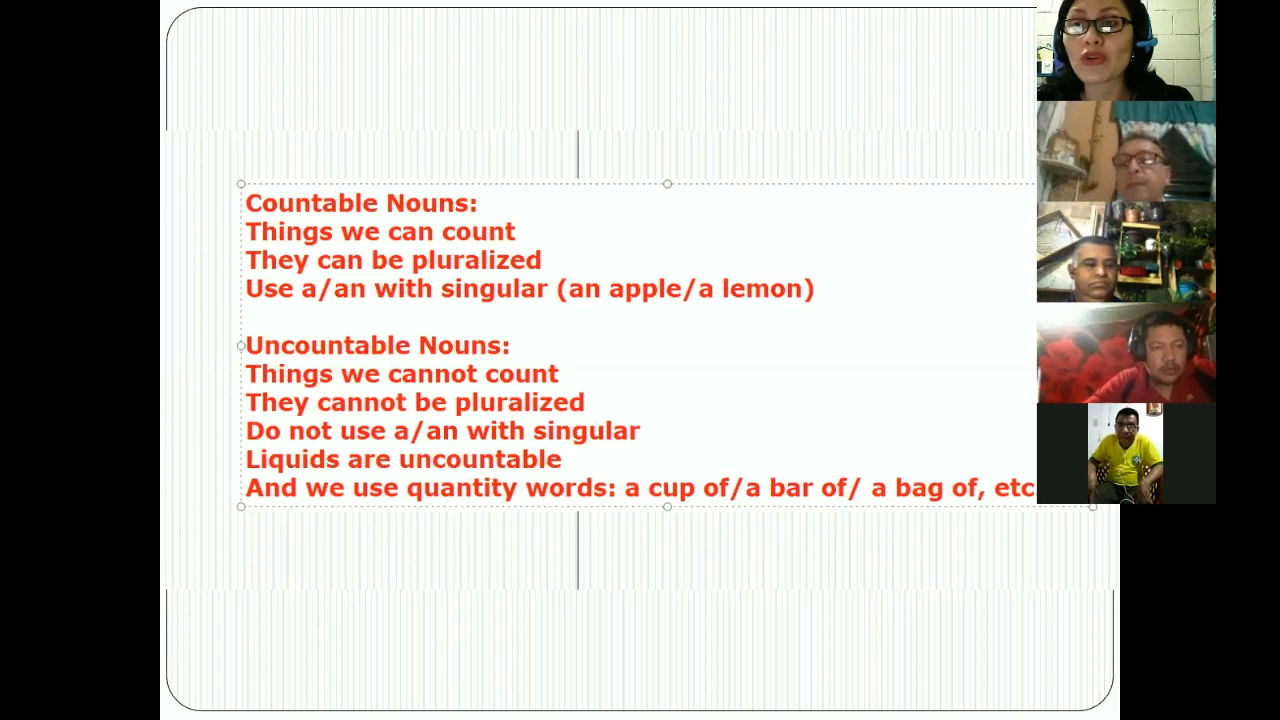 Countable Nouns:
Things we can count
They can be pluralized
Use a/an with singular (an apple/a lemon)
Uncountable Nouns:
Things we cannot count
They cannot be pluralized
Do not use a/an with singular
Liquids are uncountable
And we use quantity words: a cup of/a bar of/ a bag of, etc